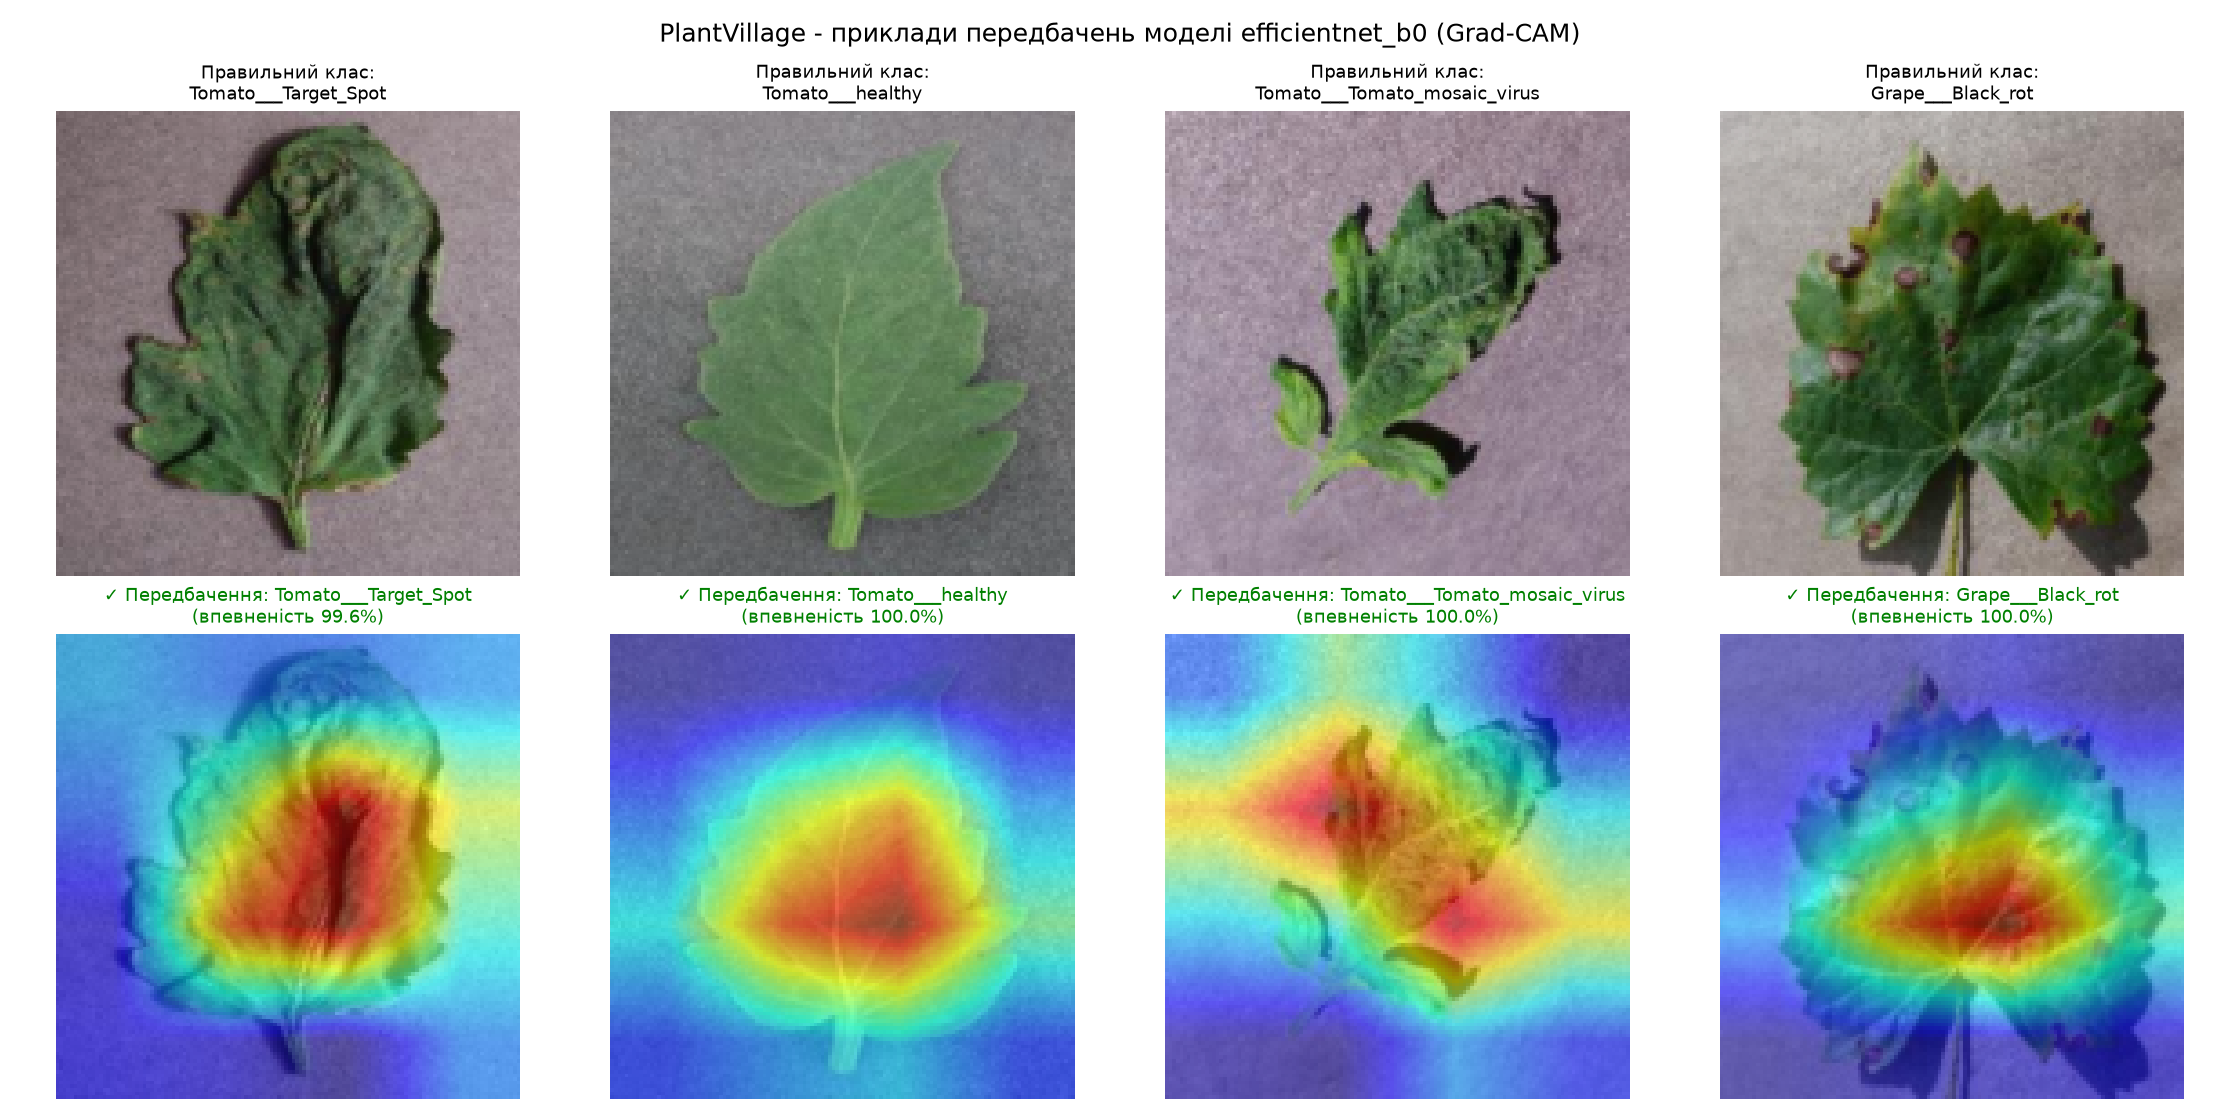 PlantVillage - приклади передбачень моделі efficientnet_b0 (Grad-CAM)
Правильний клас:
Tomato___Target_Spot
Правильний клас:
Tomato___healthy
Правильний клас:
Tomato___Tomato_mosaic_virus
Правильний клас:
Grape___Black_rot
✓ Передбачення: Tomato___Target_Spot
(впевненість 99.6%)
✓ Передбачення: Tomato___healthy
(впевненість 100.0%)
✓ Передбачення: Tomato___Tomato_mosaic_virus
(впевненість 100.0%)
✓ Передбачення: Grape___Black_rot
(впевненість 100.0%)